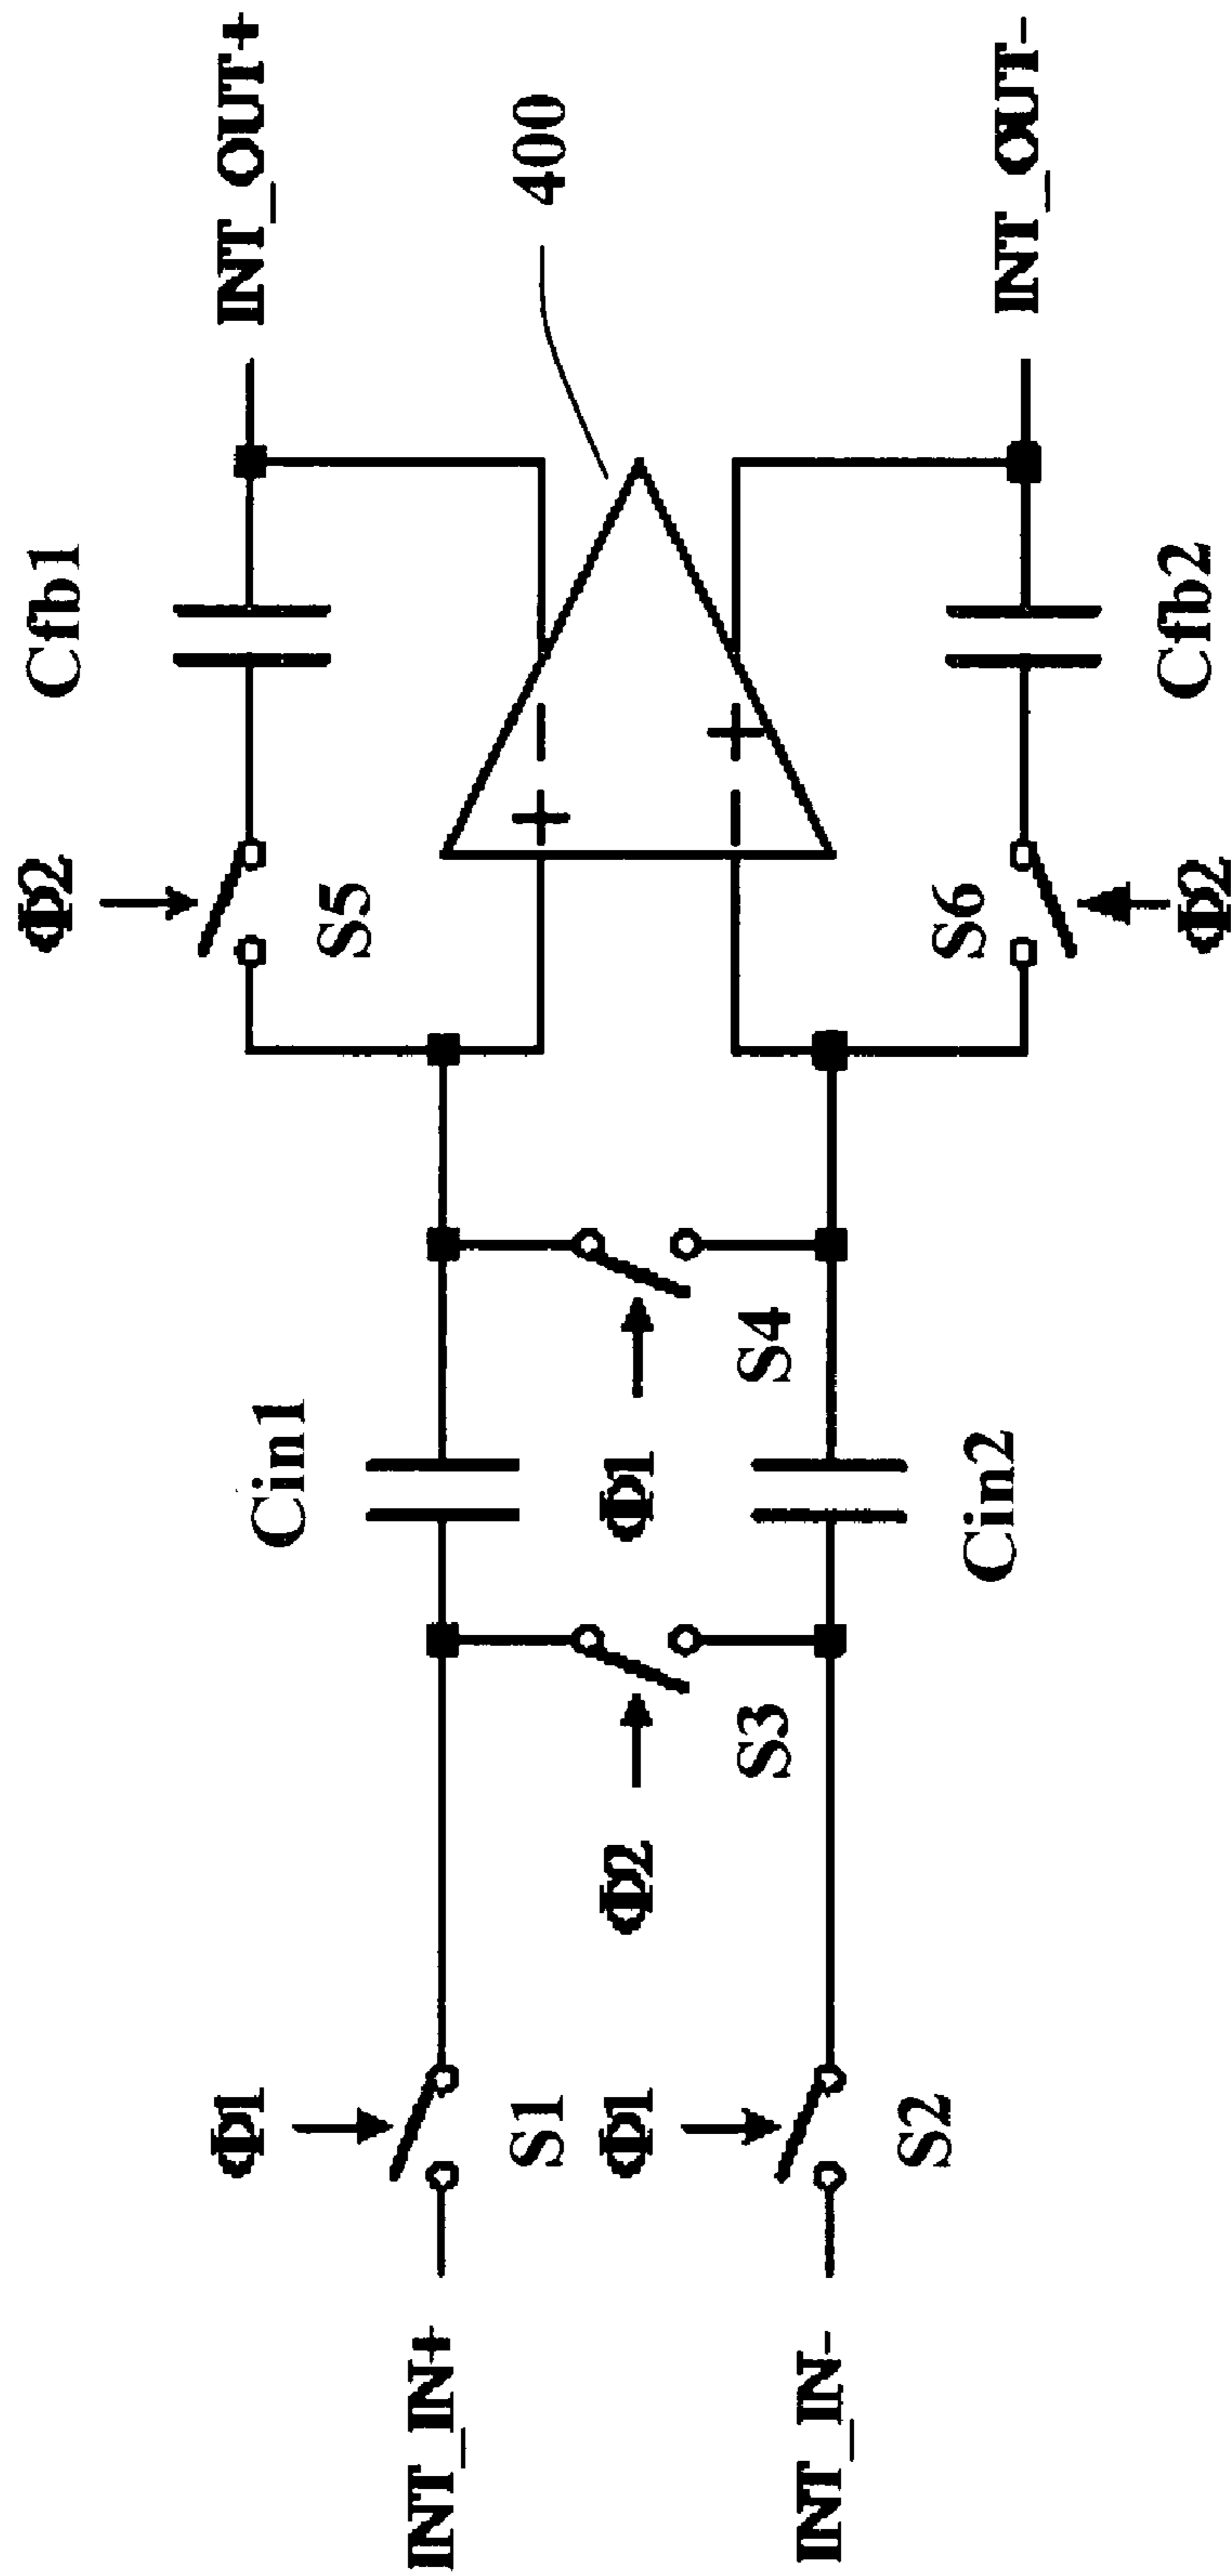 Φ2
Cfb1
INT_OUT+
S5
400
Φ1
Cin1
INT_IN+
S1
Φ2
Φ1
S3
S4
Φ1
INT_IN-
S2
Cin2
S6
INT_OUT-
Φ2
Cfb2